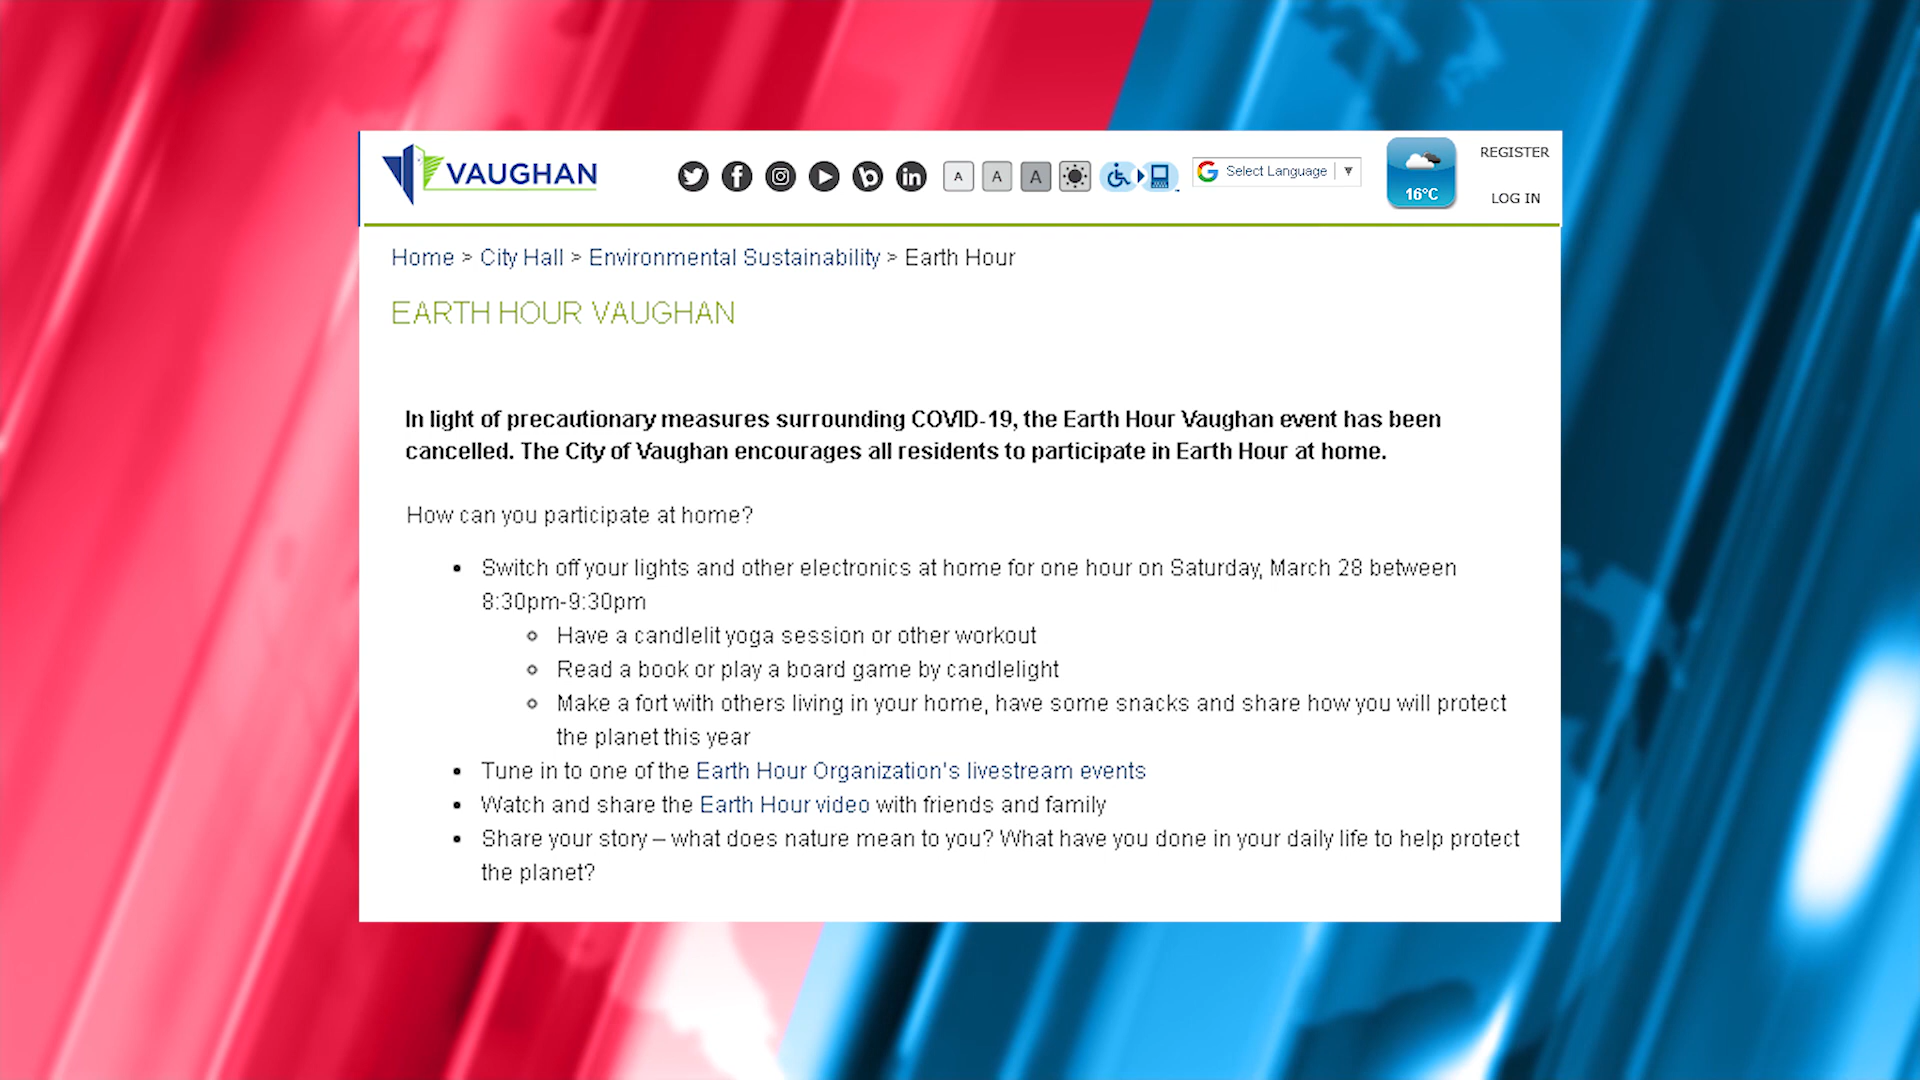 VAUGHAN
A A A
Select Language
16°C
REGISTER
LOG IN
Home > City Hall > Environmental Sustainability > Earth Hour
EARTH HOUR VAUGHAN
In light of precautionary measures surrounding COVID-19, the Earth Hour Vaughan event has been
cancelled. The City of Vaughan encourages all residents to participate in Earth Hour at home.
How can you participate at home?
• Switch off your lights and other electronics at home for one hour on Saturday, March 28 between
8:30pm-9:30pm
○ Have a candlelit yoga session or other workout
○ Read a book or play a board game by candlelight
○ Make a fort with others living in your home, have some snacks and share how you will protect
the planet this year
• Tune in to one of the Earth Hour Organization's livestream events
• Watch and share the Earth Hour video with friends and family
• Share your story – what does nature mean to you? What have you done in your daily life to help protect
the planet?